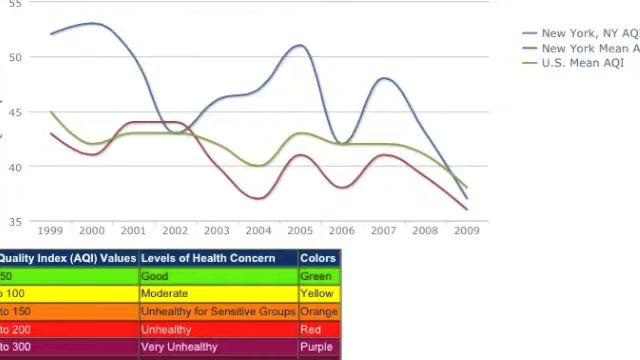 55
50
45
40
35
1999 2000 2001 2002 2003 2004 2005 2006 2007 2008 2009
New York, NY AQI
New York Mean A
U.S. Mean AQI
Quality Index (AQI) Values Levels of Health Concern Colors
50 Good Green
o 100 Moderate Yellow
to 150 Unhealthy for Sensitive Groups Orange
to 200 Unhealthy Red
to 300 Very Unhealthy Purple